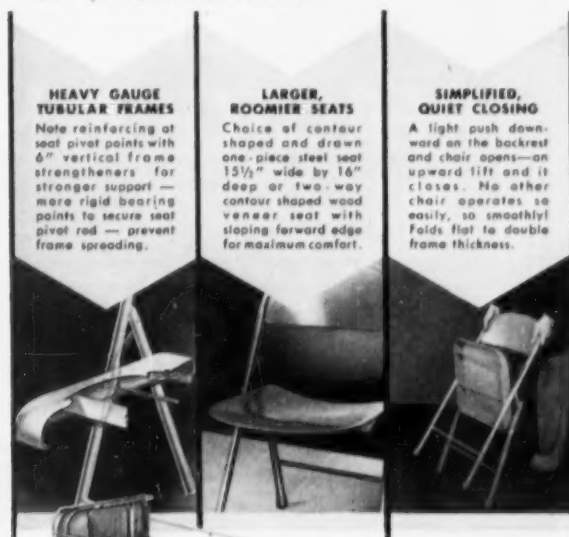 HEAVY GAUGE
TUBULAR FRAMES
Note reinforcing at
seat pivot points with
6" vertical frame
strengtheners for
stronger support —
more rigid bearing
points to secure seat
pivot rod — prevent
frame spreading.
LARGER,
ROOMIER SEATS
Choice of contour
shaped and drawn
one-piece steel seat
15½" wide by 16"
deep or two-way
contour shaped wood
veneer seat with
sloping forward edge
for maximum comfort.
SIMPLIFIED,
QUIET CLOSING
A light push down-
ward on the backrest
and chair opens—an
upward lift and it
closes. No other
chair operates so
easily, so smoothly!
Folds flat to double
frame thickness.